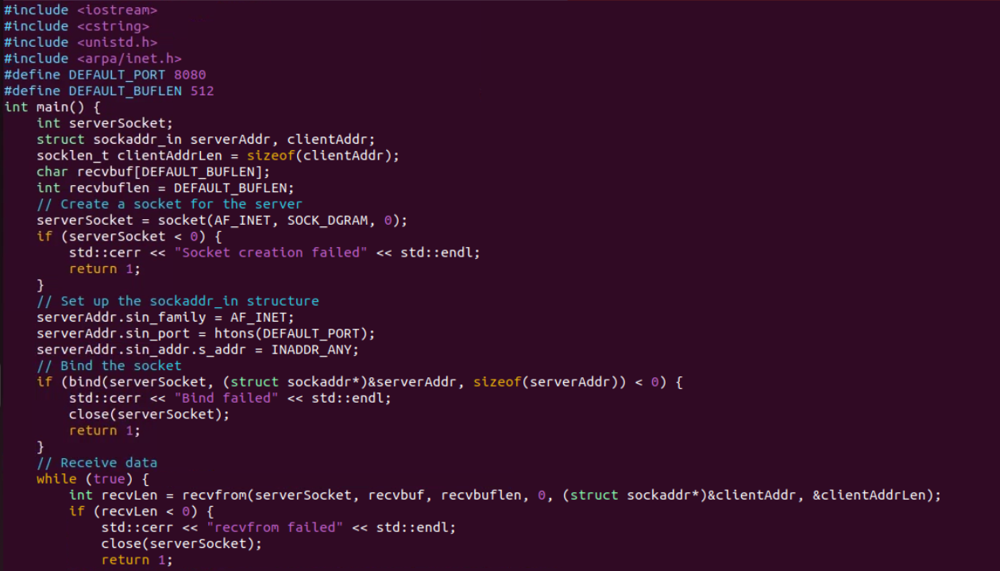 #include <iostream>
#include <cstring>
#include <unistd.h>
#include <arpa/inet.h>
#define DEFAULT_PORT 8080
#define DEFAULT_BUFLEN 512
int main() {
    int serverSocket;
    struct sockaddr_in serverAddr, clientAddr;
    socklen_t clientAddrLen = sizeof(clientAddr);
    char recvbuf[DEFAULT_BUFLEN];
    int recvbuflen = DEFAULT_BUFLEN;
    // Create a socket for the server
    serverSocket = socket(AF_INET, SOCK_DGRAM, 0);
    if (serverSocket < 0) {
        std::cerr << "Socket creation failed" << std::endl;
        return 1;
    }
    // Set up the sockaddr_in structure
    serverAddr.sin_family = AF_INET;
    serverAddr.sin_port = htons(DEFAULT_PORT);
    serverAddr.sin_addr.s_addr = INADDR_ANY;
    // Bind the socket
    if (bind(serverSocket, (struct sockaddr*)&serverAddr, sizeof(serverAddr)) < 0) {
        std::cerr << "Bind failed" << std::endl;
        close(serverSocket);
        return 1;
    }
    // Receive data
    while (true) {
        int recvLen = recvfrom(serverSocket, recvbuf, recvbuflen, 0, (struct sockaddr*)&clientAddr, &clientAddrLen);
        if (recvLen < 0) {
            std::cerr << "recvfrom failed" << std::endl;
            close(serverSocket);
            return 1;